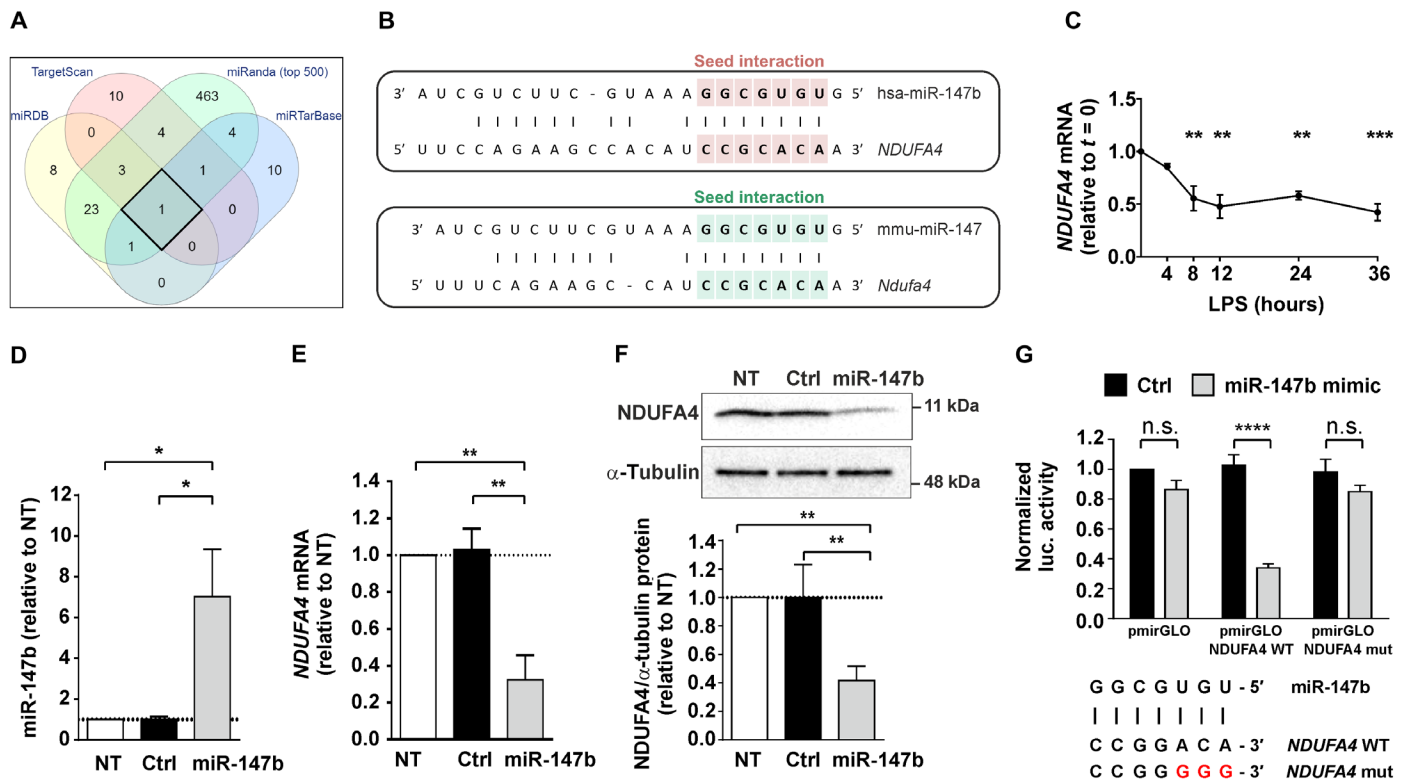 A
TargetScan
miRanda (top 500)
miRDB
miRTarBase
10
463
0
4
4
8
3
1
10
23
1
0
1
0
0
B
Seed interaction
3′ A U C G U C U U C - G U A A A G G C G U G U G 5′ hsa-miR-147b
5′ U U C C A G A A G C C A C A U C C G C A C A A 3′ NDUFA4
Seed interaction
3′ A U C G U C U U C G U A A A G G C G U G U G 5′ mmu-miR-147
5′ U U U C A G A A G C - C A U C C G C A C A A 3′ Ndufa4
C
NDUFA4 mRNA
(relative to t = 0)
1.5
1.0
0.5
0.0
** ** ** ***
4 8 12 24 36
LPS (hours)
D
miR-147b (relative to NT)
12
10
8
6
4
2
0
*
*
NT Ctrl miR-147b
E
NDUFA4 mRNA
(relative to NT)
1.4
1.2
1.0
0.8
0.6
0.4
0.2
0.0
**
**
NT Ctrl miR-147b
F
NT Ctrl miR-147b
NDUFA4
11 kDa
α-Tubulin
48 kDa
NDUFA4/α-tubulin protein
(relative to NT)
1.4
1.2
1.0
0.8
0.6
0.4
0.2
0.0
**
**
NT Ctrl miR-147b
G
Ctrl miR-147b mimic
Normalized
luc. activity
1.2
1.0
0.8
0.6
0.4
0.2
0.0
n.s. **** n.s.
pmirGLO
pmirGLO
NDUFA4 WT
pmirGLO
NDUFA4 mut
G G C G U G U - 5′ miR-147b
C C G G A C A - 3′ NDUFA4 WT
C C G G G G G - 3′ NDUFA4 mut